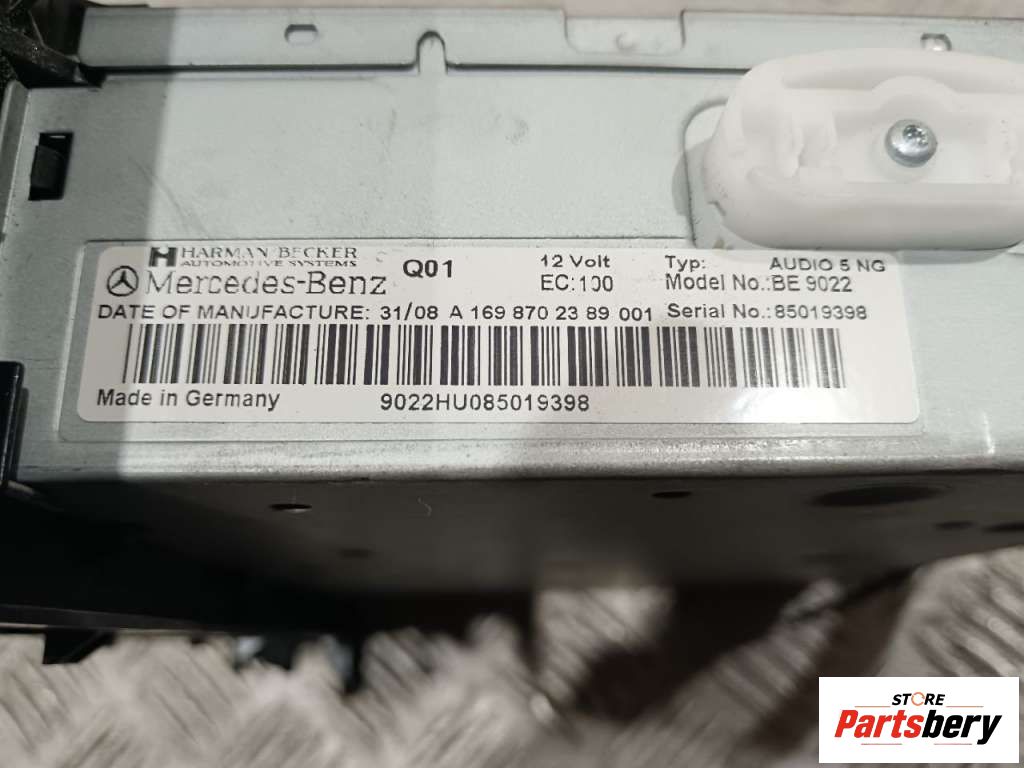 HARMAN/BECKER
AUTOMOTIVE SYSTEMS
Mercedes-Benz Q01 12 Volt Typ: AUDIO 5 NG
EC:100 Model No.:BE 9022
DATE OF MANUFACTURE: 31/08 A 169 870 23 89 001 Serial No.:85019398
Made in Germany 9022HU085019398
STORE
Partsbery